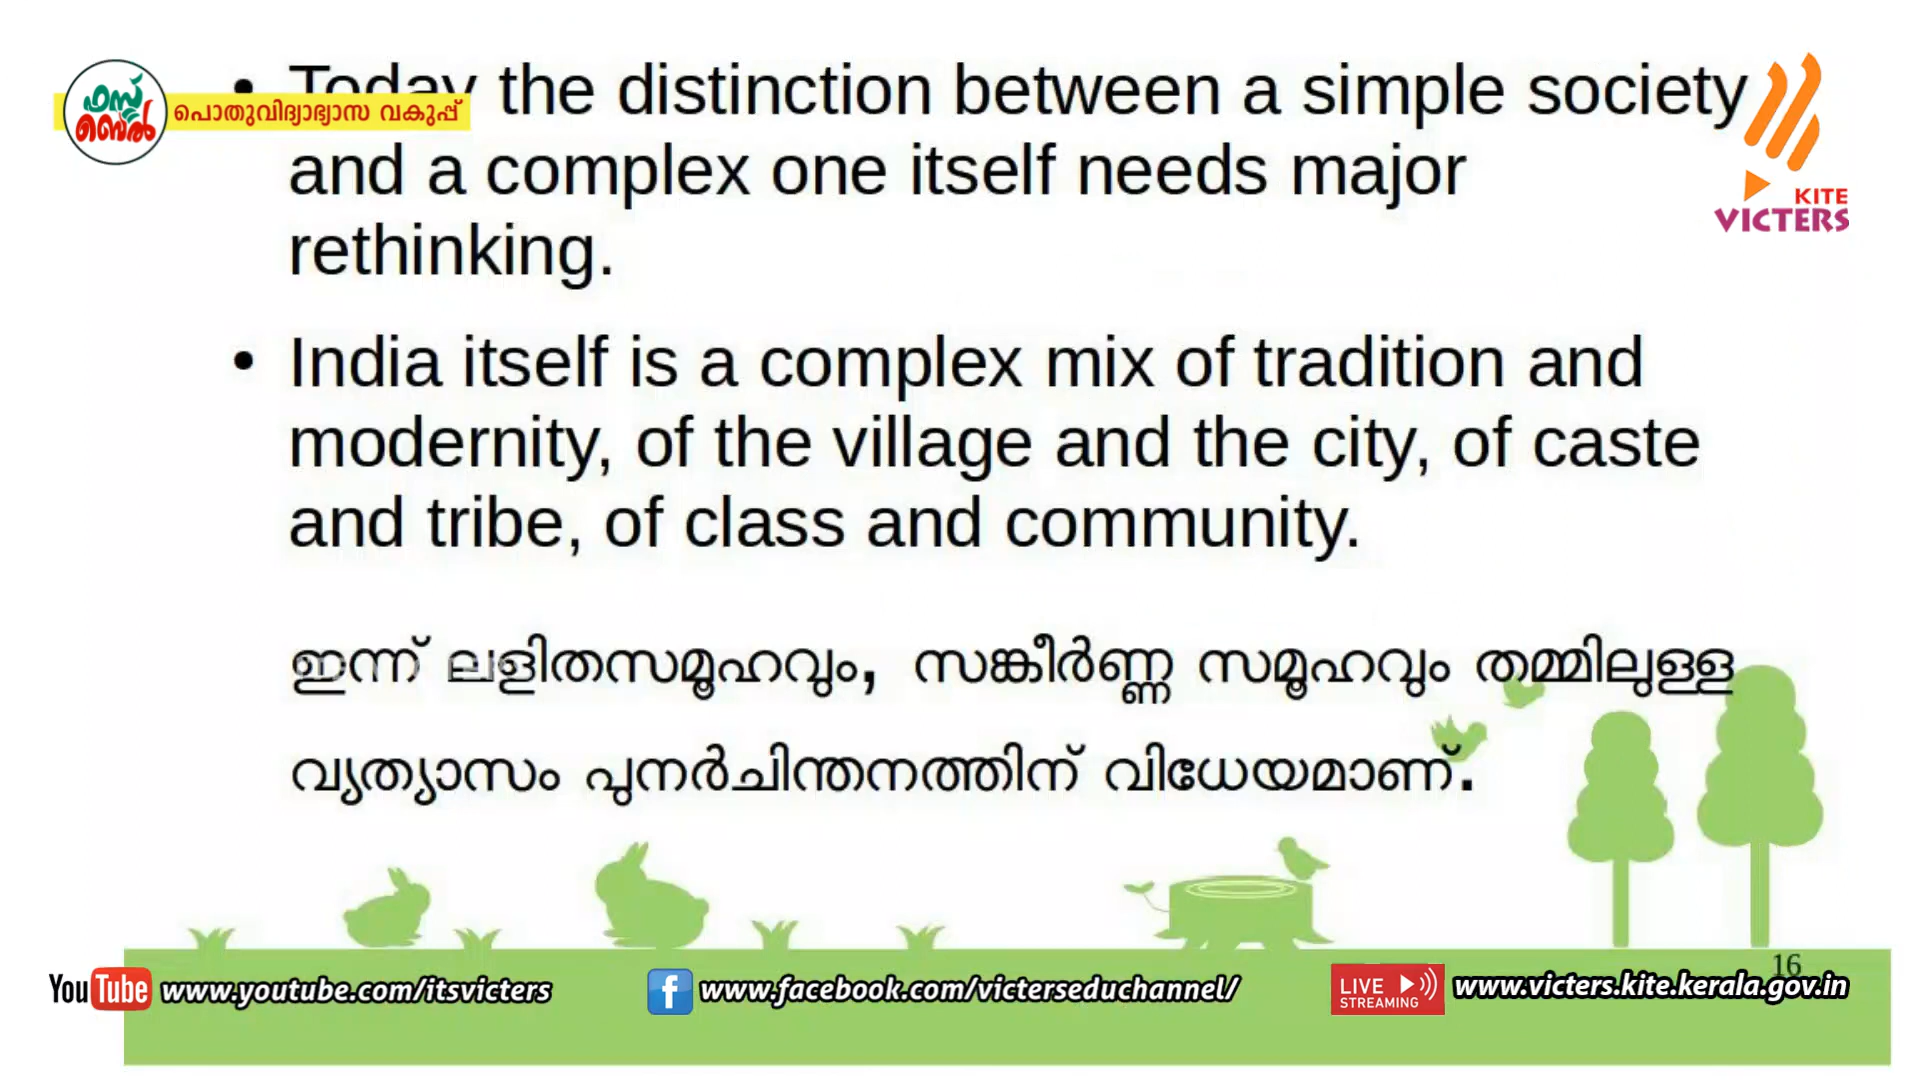 ഫസ്റ്റ്
ബെൽ
പൊതുവിദ്യാഭ്യാസ വകുപ്പ്
KITE
VICTERS
• Today the distinction between a simple society
and a complex one itself needs major
rethinking.
• India itself is a complex mix of tradition and
modernity, of the village and the city, of caste
and tribe, of class and community.
ഇന്ന് ലളിതസമൂഹവും, സങ്കീർണ്ണ സമൂഹവും തമ്മിലുള്ള
വ്യത്യാസം പുനർചിന്തനത്തിന് വിധേയമാണ്.
16
YouTube www.youtube.com/itsvicters
f www.facebook.com/victerseduchannel/
LIVE STREAMING www.victers.kite.kerala.gov.in